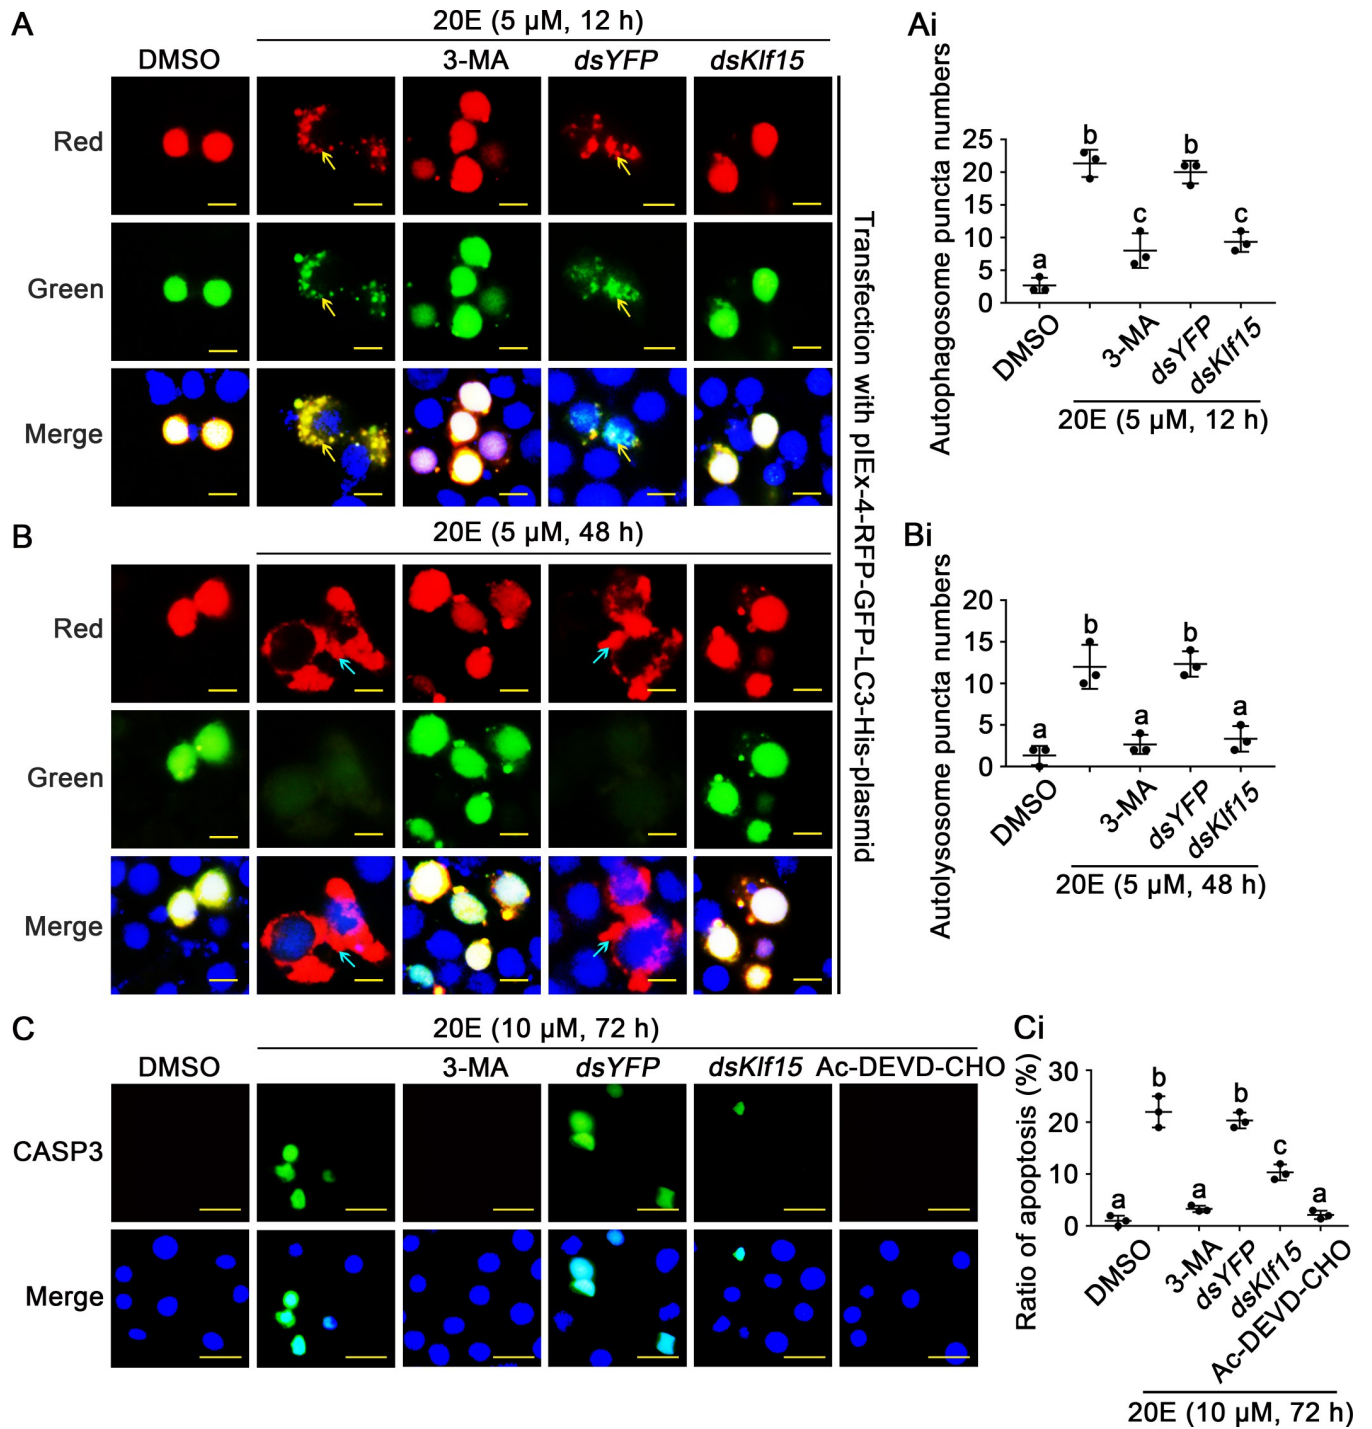 A
20E (5 µM, 12 h)
DMSO
3-MA
dsYFP
dsKlf15
Red
Green
Merge
Transfection with pIEx-4-RFP-GFP-LC3-His-plasmid
Ai
Autophagosome puncta numbers
25
20
15
10
5
0
a
b
c
b
c
DMSO
3-MA
dsYFP
dsKlf15
20E (5 µM, 12 h)
B
20E (5 µM, 48 h)
Red
Green
Merge
Bi
Autolysosome puncta numbers
20
15
10
5
0
a
b
a
b
a
DMSO
3-MA
dsYFP
dsKlf15
20E (5 µM, 48 h)
C
20E (10 µM, 72 h)
DMSO
3-MA
dsYFP
dsKlf15
Ac-DEVD-CHO
CASP3
Merge
Ci
Ratio of apoptosis (%)
30
20
10
0
a
b
a
b
c
a
DMSO
3-MA
dsYFP
dsKlf15
Ac-DEVD-CHO
20E (10 µM, 72 h)